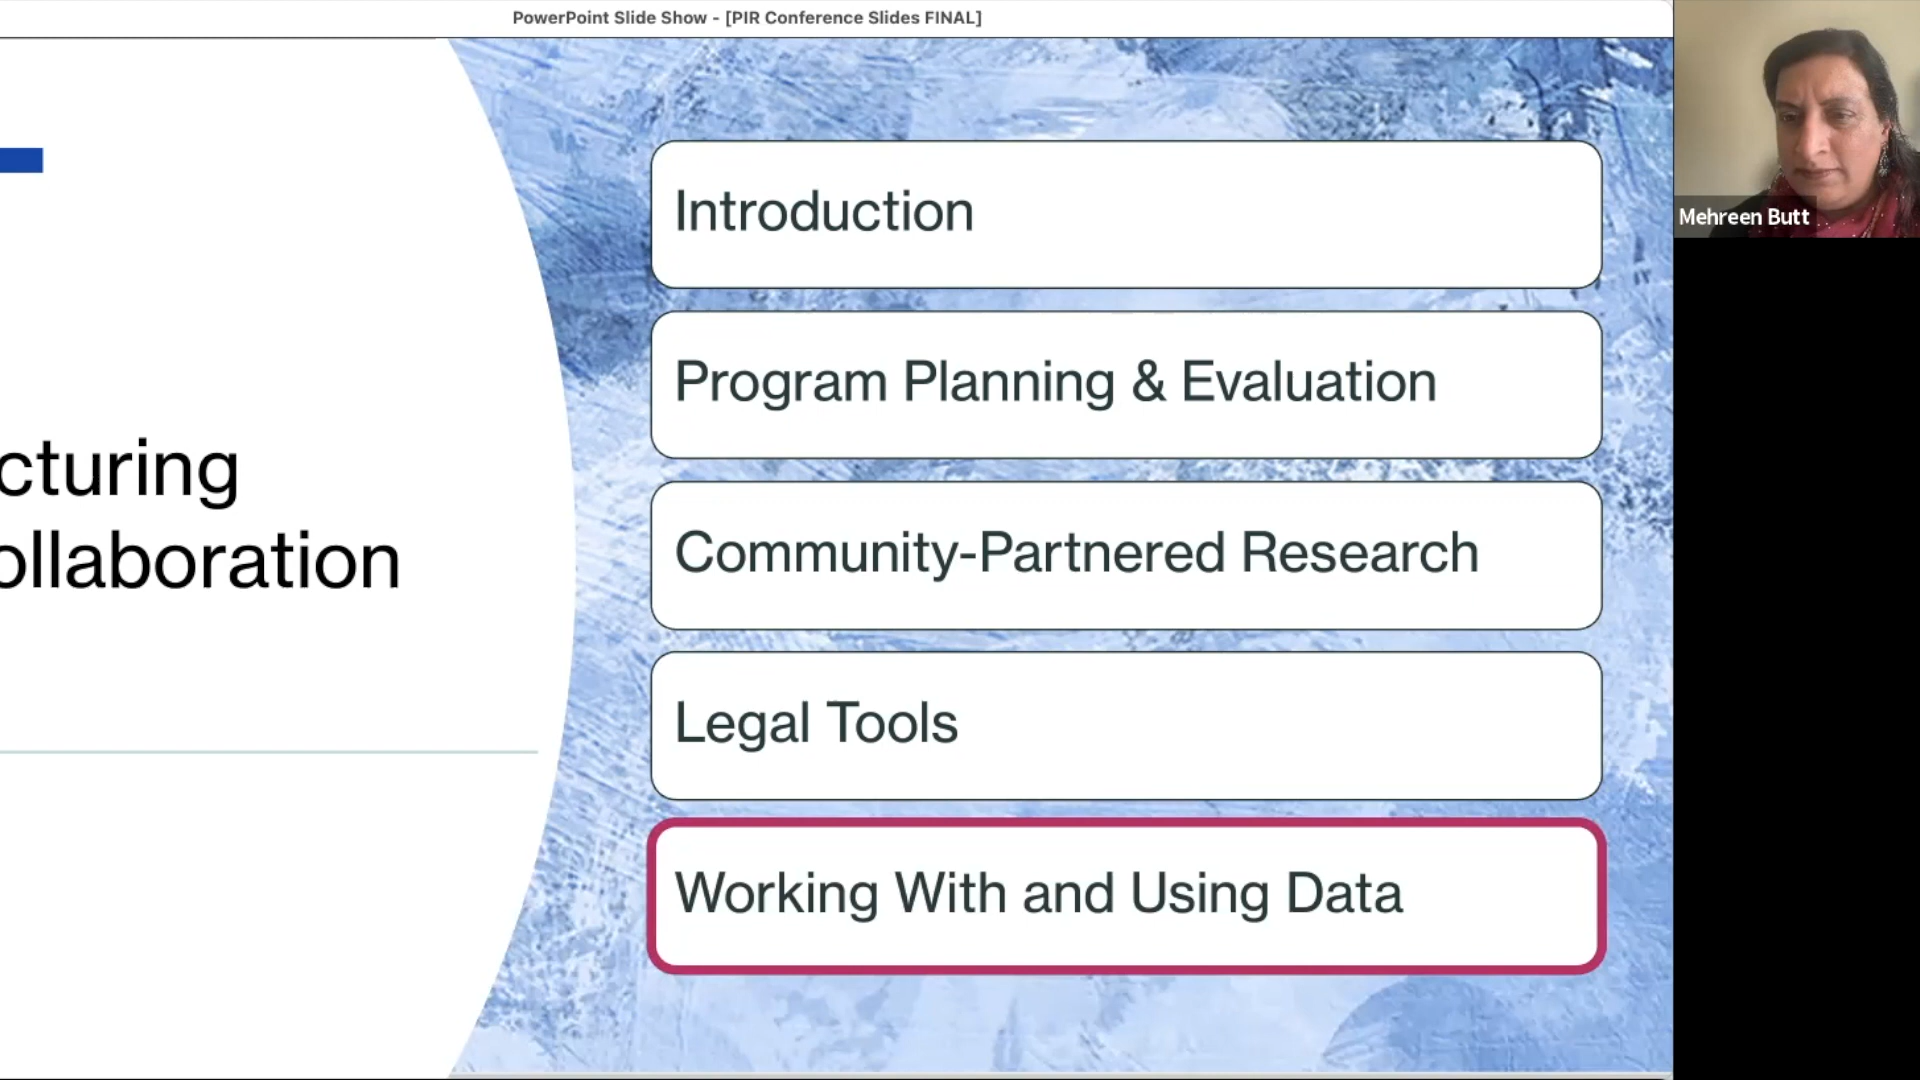 PowerPoint Slide Show - [PIR Conference Slides FINAL]
cturing
ollaboration
Introduction
Program Planning & Evaluation
Community-Partnered Research
Legal Tools
Working With and Using Data
Mehreen Butt